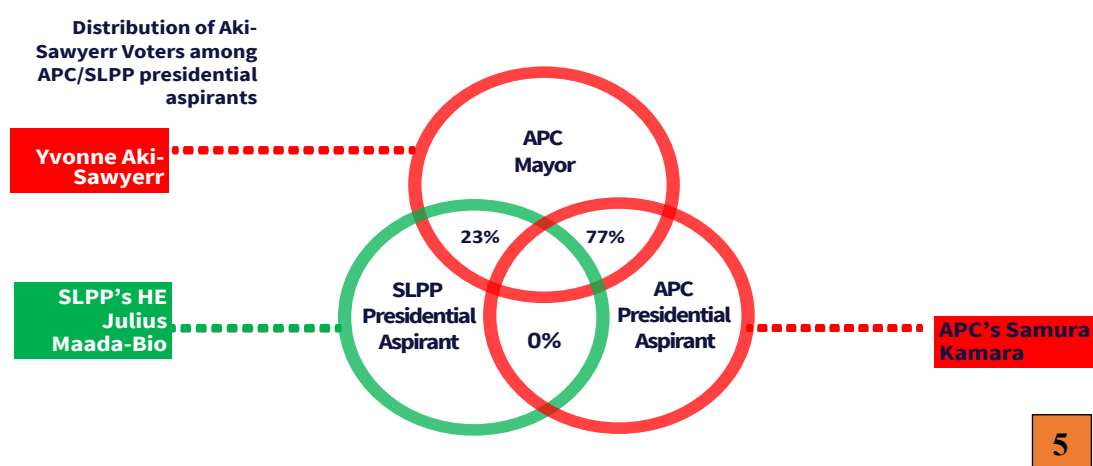 Distribution of Aki-
Sawyerr Voters among
APC/SLPP presidential
aspirants
Yvonne Aki-
Sawyerr
APC
Mayor
23%
77%
SLPP's HE
Julius
Maada-Bio
SLPP
Presidential
Aspirant
0%
APC
Presidential
Aspirant
APC's Samura
Kamara
5